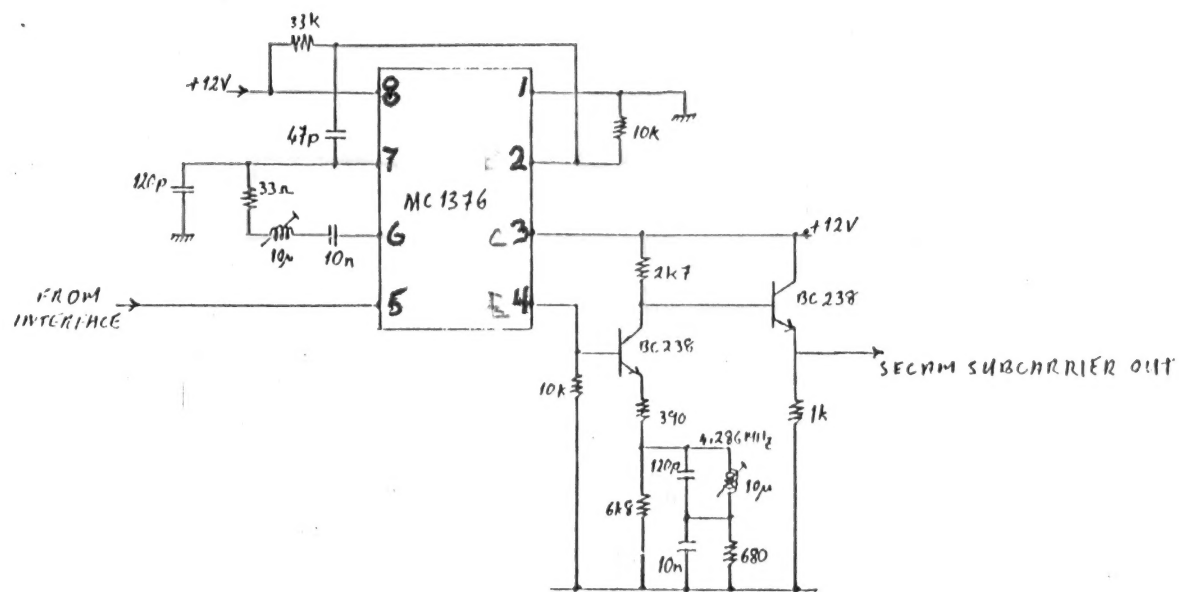 33k
+12V
8
1
47p
10k
7
2
120p
33Ω
MC1376
6
C 3
+12V
10μ
10n
2k7
FROM
INTERFACE
5
E 4
BC238
BC238
SECAM SUBCARRIER OUT
10k
390
1k
4.286MHz
120p
10μ
6k8
10n
680